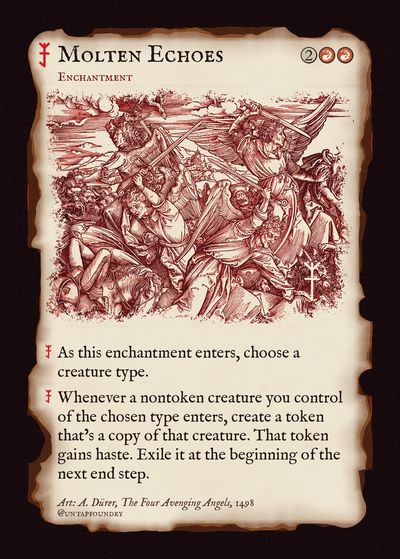 Molten Echoes 2
Enchantment
As this enchantment enters, choose a
creature type.
Whenever a nontoken creature you control
of the chosen type enters, create a token
that's a copy of that creature. That token
gains haste. Exile it at the beginning of the
next end step.
Art: A. Dürer, The Four Avenging Angels, 1498
@untapfoundry